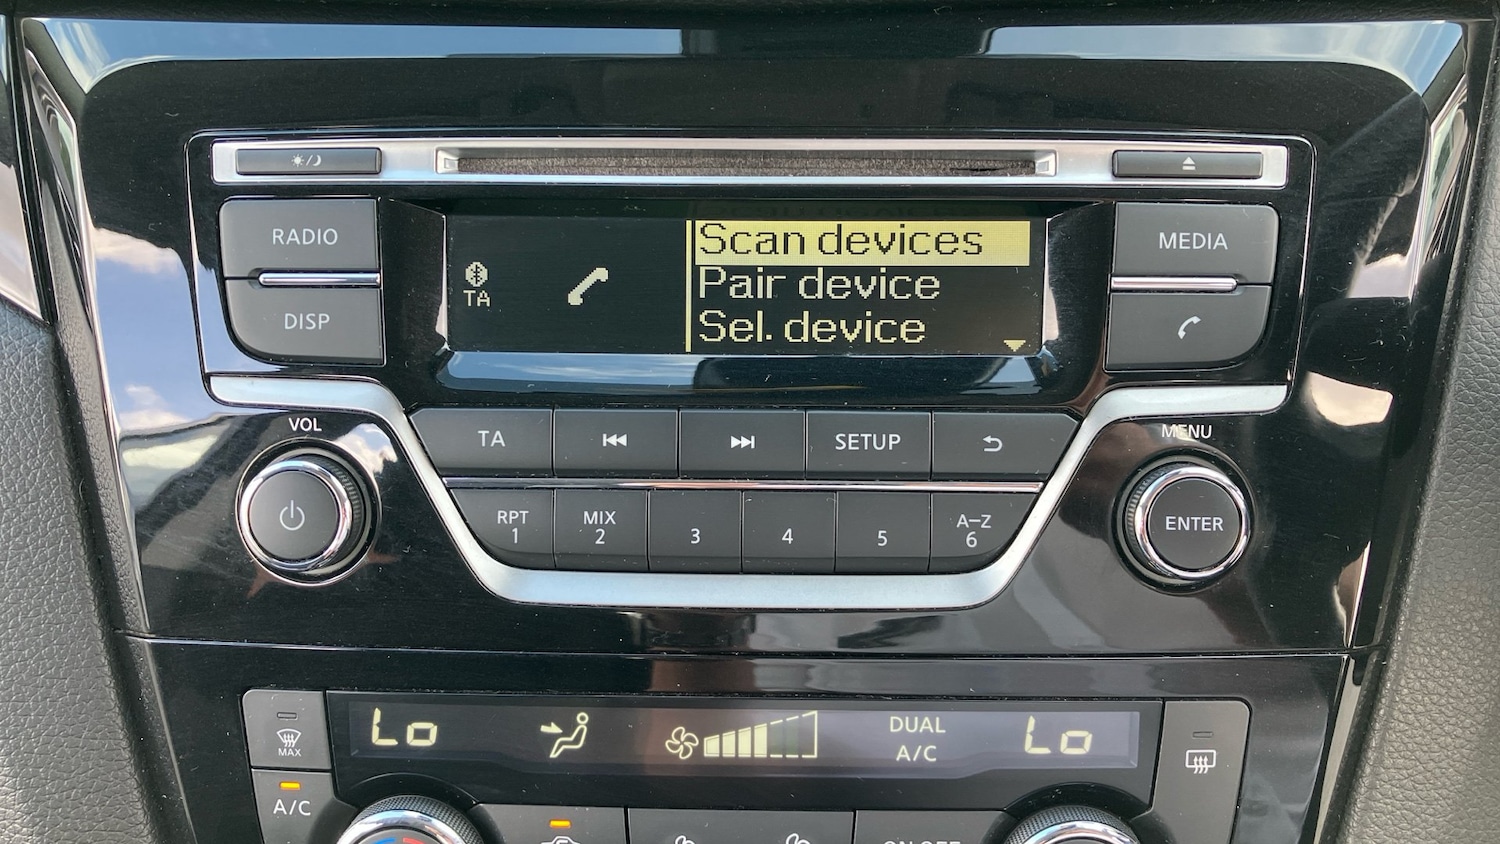 RADIO
DISP
TA
Scan devices
Pair device
Sel. device
MEDIA
VOL
TA
SETUP
MENU
RPT
1
MIX
2
3
4
5
A–Z
6
ENTER
MAX
Lo
DUAL
A/C
Lo
A/C